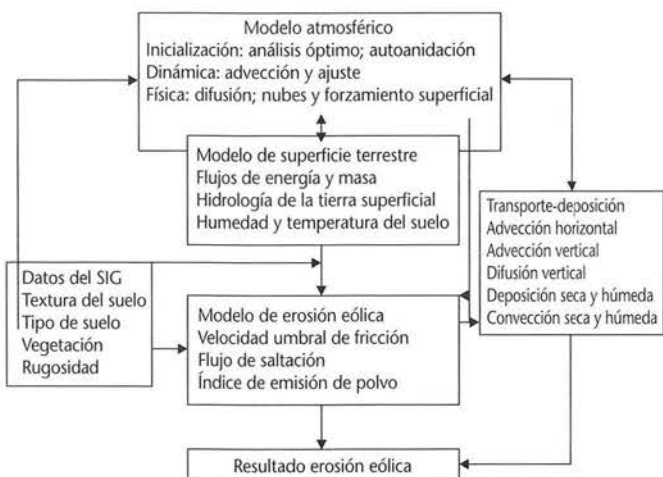 Modelo atmosférico
Inicialización: análisis óptimo; autoanidación
Dinámica: advección y ajuste
Física: difusión; nubes y forzamiento superficial
Modelo de superficie terrestre
Flujos de energía y masa
Hidrología de la tierra superficial
Humedad y temperatura del suelo
Transporte-deposición
Advección horizontal
Advección vertical
Difusión vertical
Deposición seca y húmeda
Convección seca y húmeda
Datos del SIG
Textura del suelo
Tipo de suelo
Vegetación
Rugosidad
Modelo de erosión eólica
Velocidad umbral de fricción
Flujo de saltación
Índice de emisión de polvo
Resultado erosión eólica